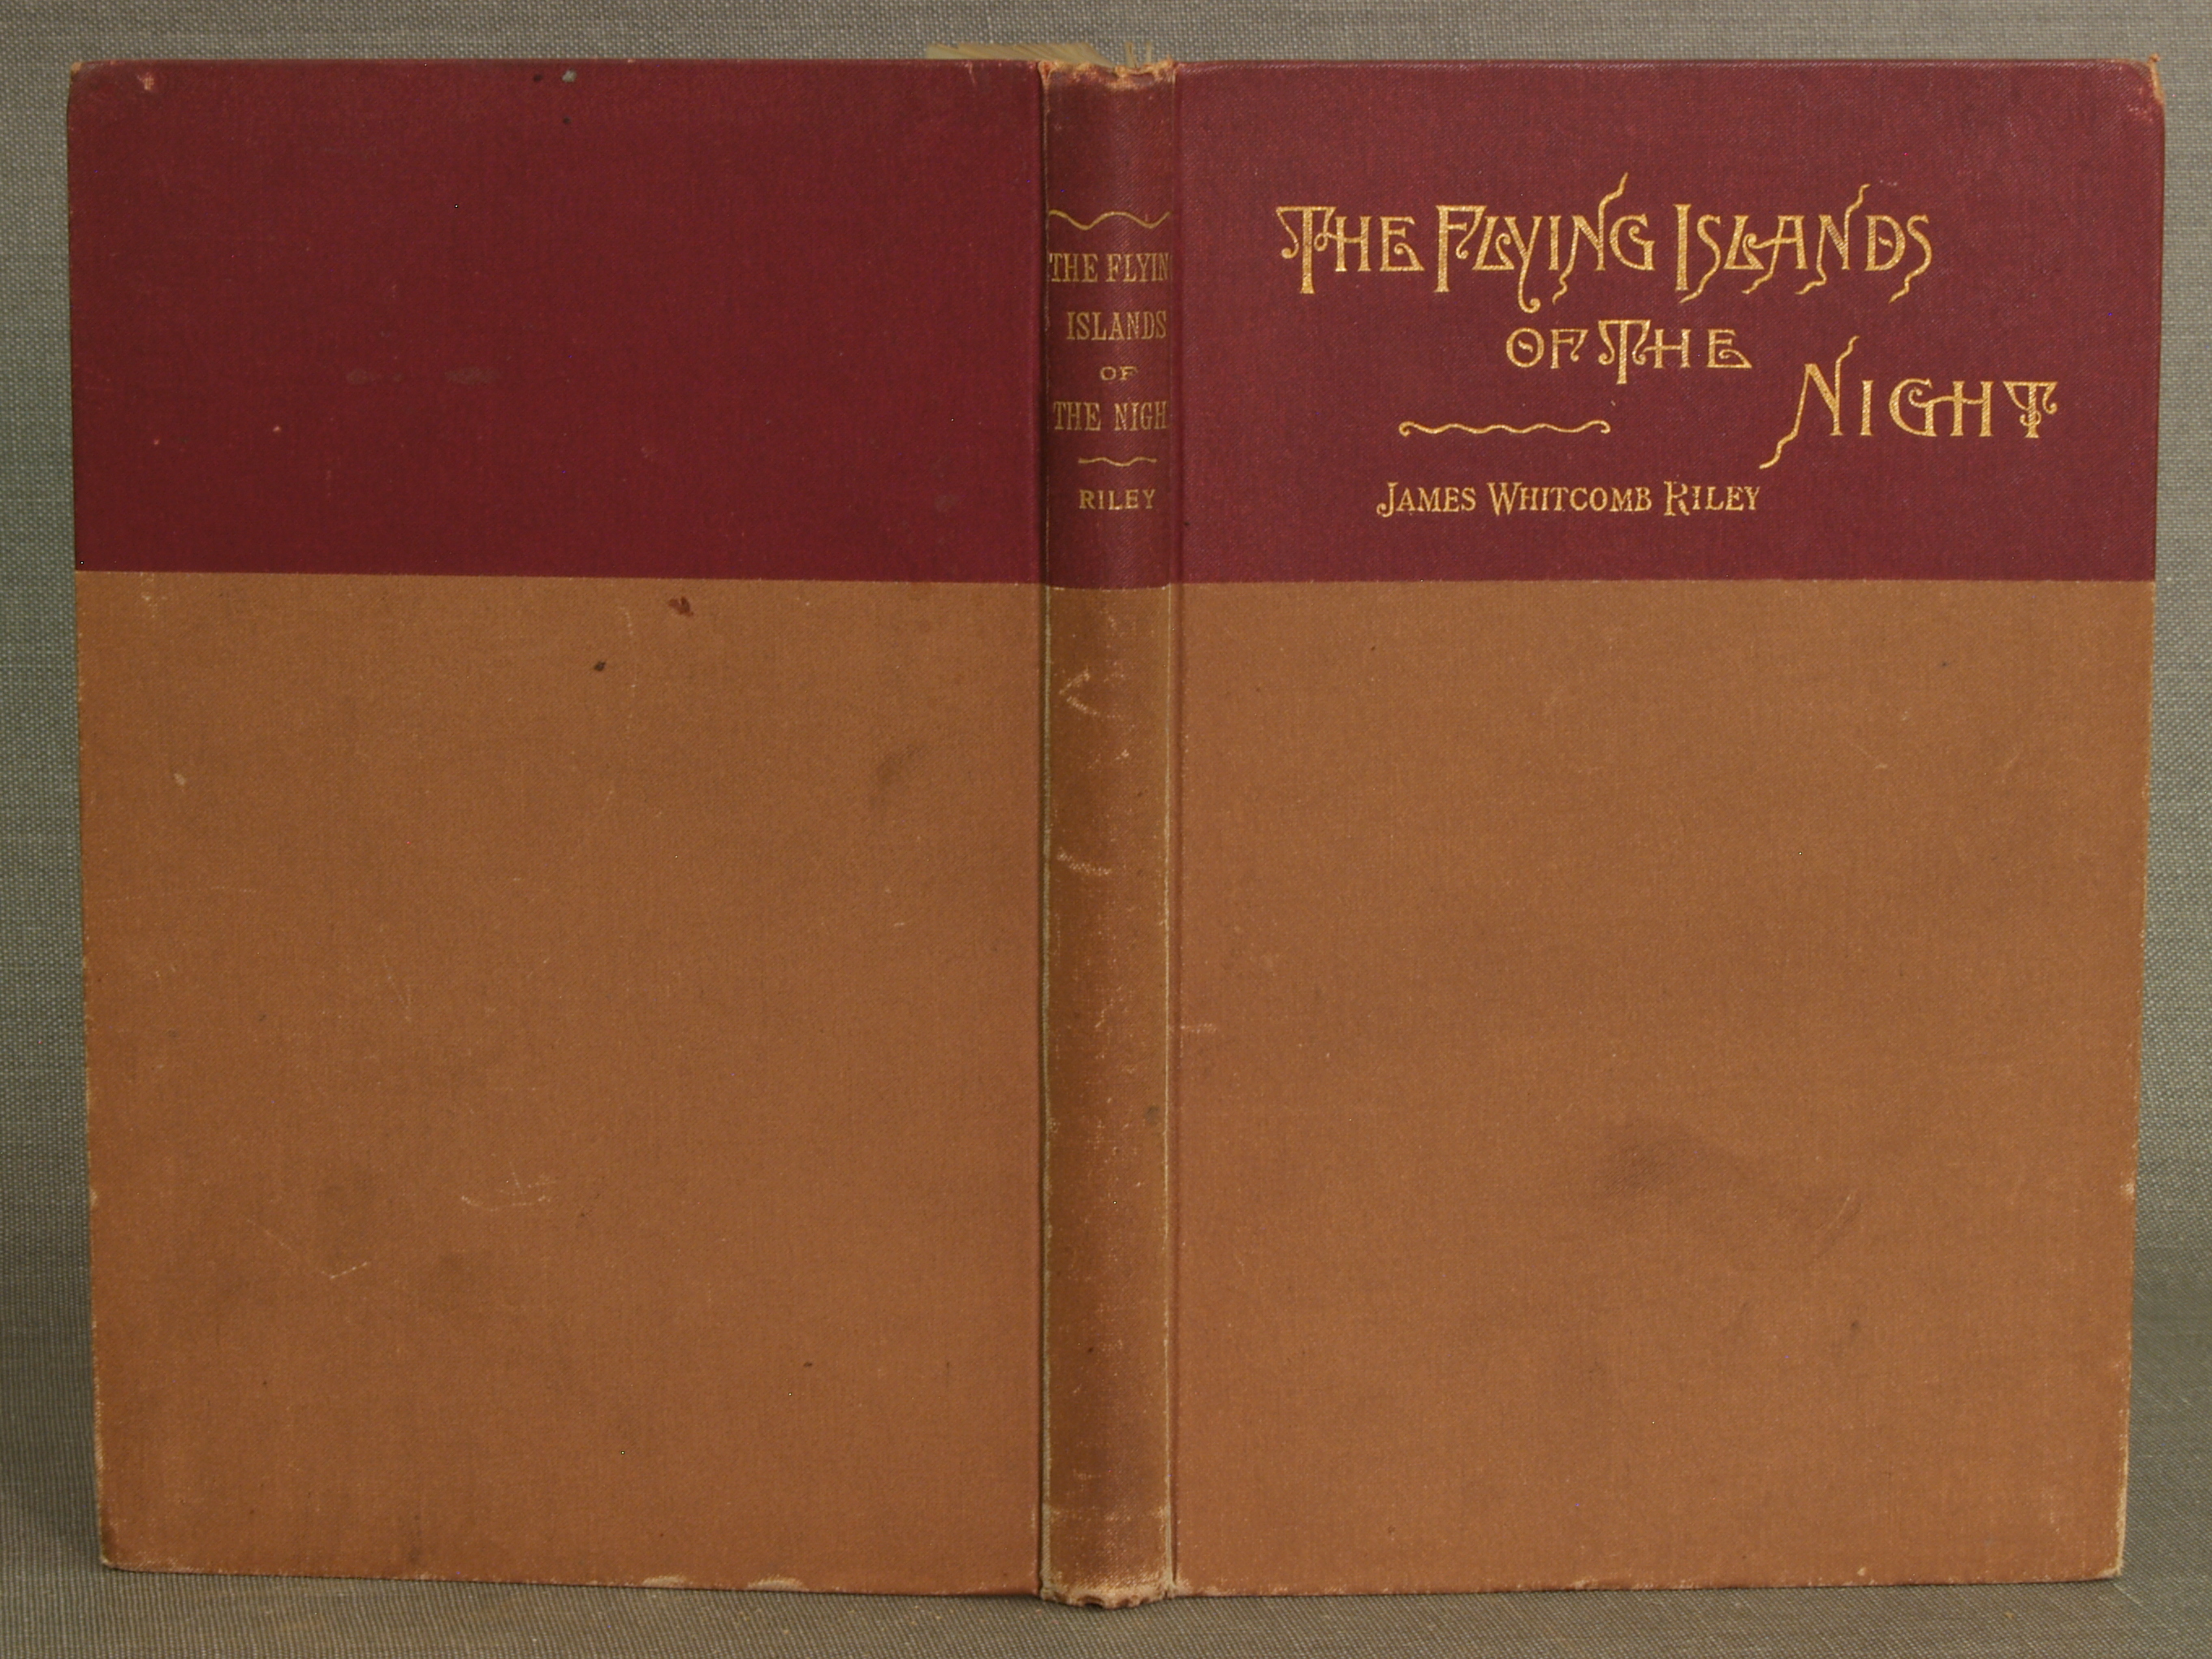 THE FLYIN
ISLANDS
OF
THE NIGH
RILEY
THE FLYING ISLANDS
OF THE
NIGHT
JAMES WHITCOMB RILEY